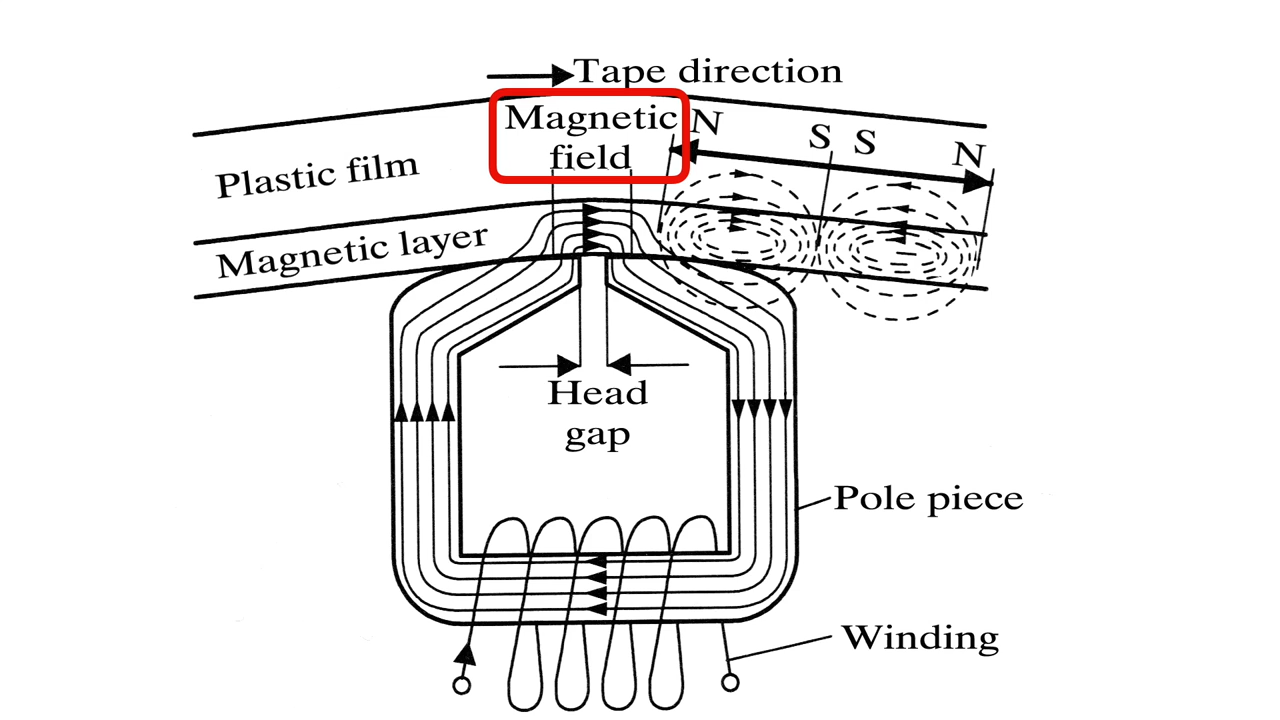 Tape direction
Magnetic
field
N
S S
N
Plastic film
Magnetic layer
Head
gap
Pole piece
Winding